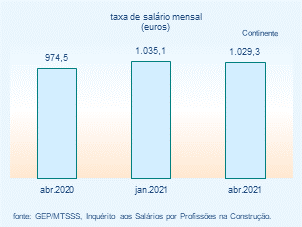 taxa de salário mensal
(euros)
Continente
974,5
1.035,1
1.029,3
abr.2020
jan.2021
abr.2021
fonte: GEP/MTSSS, Inquérito aos Salários por Profissões na Construção.